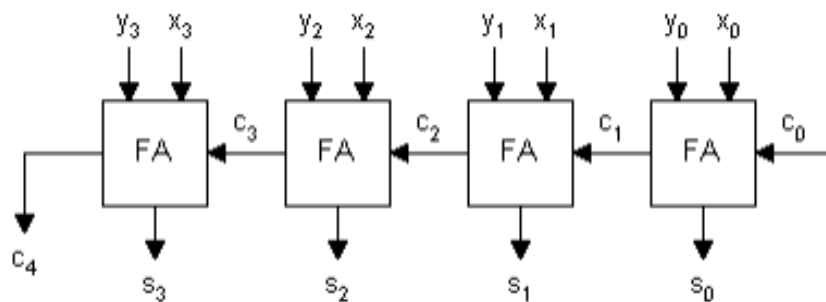 y₃ x₃ y₂ x₂ y₁ x₁ y₀ x₀
c₃ c₂ c₁ c₀
FA FA FA FA
c₄
s₃ s₂ s₁ s₀